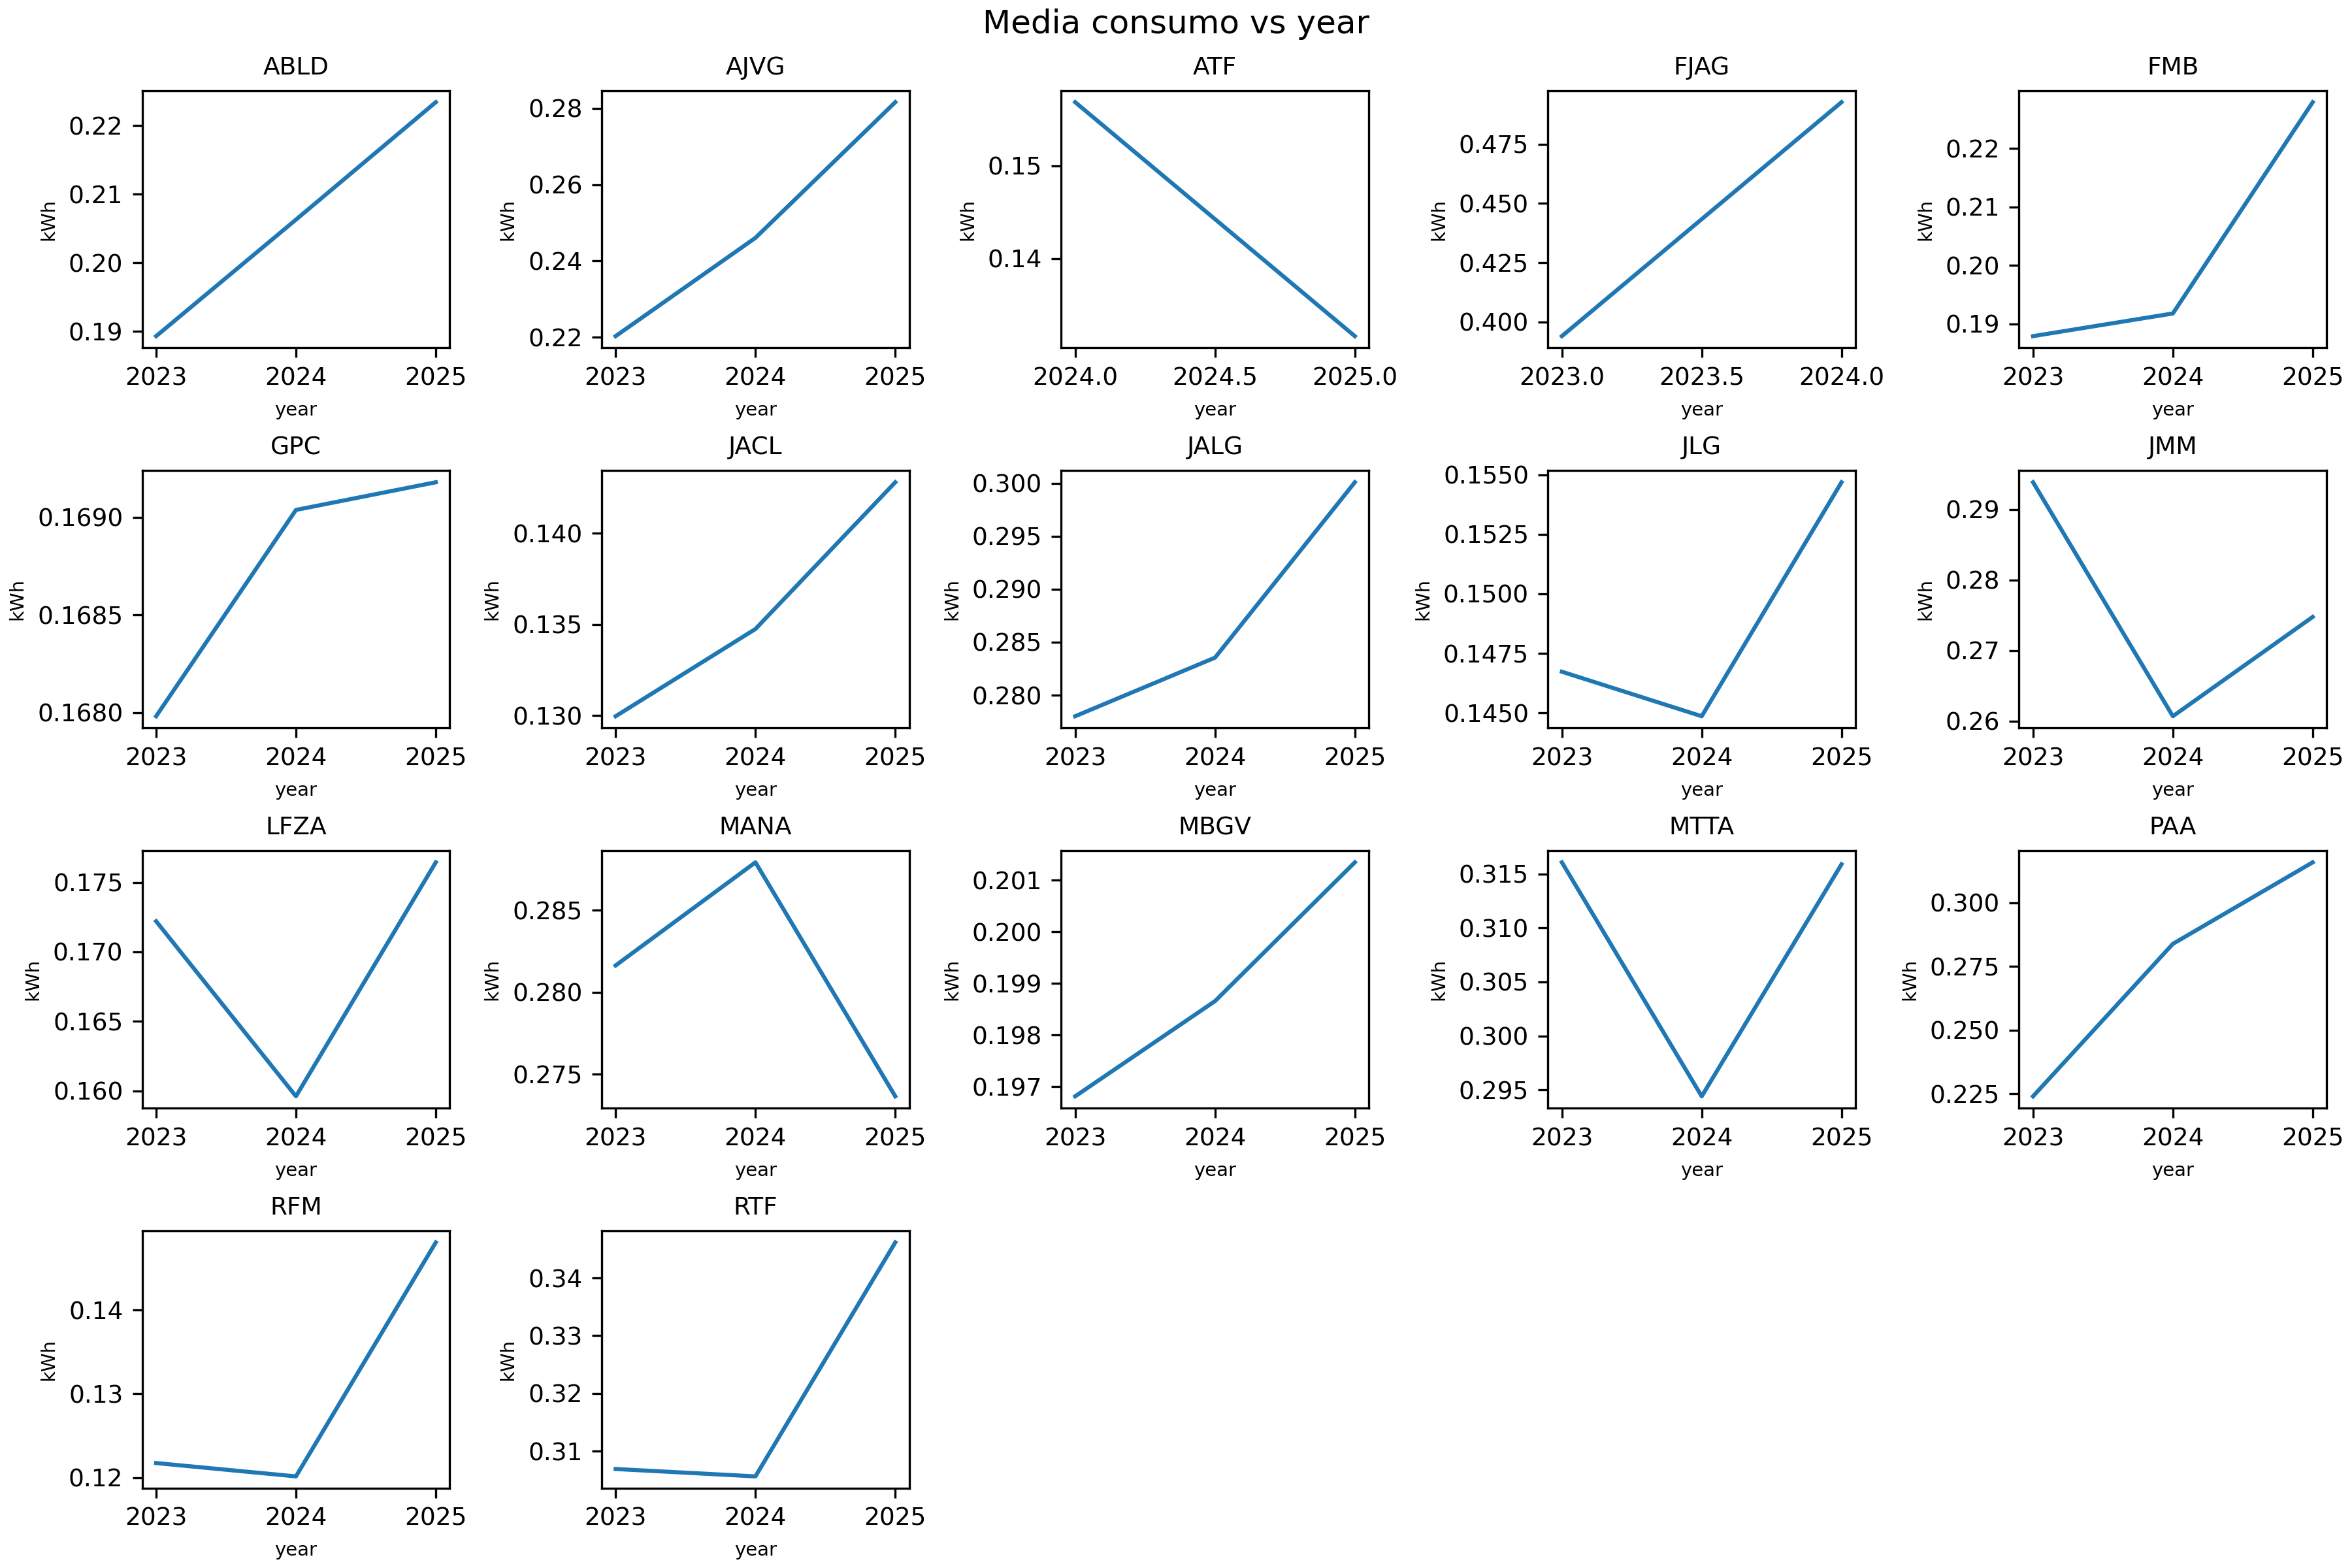 Media consumo vs year
ABLD
0.22
0.21
0.20
0.19
kWh
2023 2024 2025
year
AJVG
0.28
0.26
0.24
0.22
kWh
2023 2024 2025
year
ATF
0.15
0.14
kWh
2024.0 2024.5 2025.0
year
FJAG
0.475
0.450
0.425
0.400
kWh
2023.0 2023.5 2024.0
year
FMB
0.22
0.21
0.20
0.19
kWh
2023 2024 2025
year
GPC
0.1690
0.1685
0.1680
kWh
2023 2024 2025
year
JACL
0.140
0.135
0.130
kWh
2023 2024 2025
year
JALG
0.300
0.295
0.290
0.285
0.280
kWh
2023 2024 2025
year
JLG
0.1550
0.1525
0.1500
0.1475
0.1450
kWh
2023 2024 2025
year
JMM
0.29
0.28
0.27
0.26
kWh
2023 2024 2025
year
LFZA
0.175
0.170
0.165
0.160
kWh
2023 2024 2025
year
MANA
0.285
0.280
0.275
kWh
2023 2024 2025
year
MBGV
0.201
0.200
0.199
0.198
0.197
kWh
2023 2024 2025
year
MTTA
0.315
0.310
0.305
0.300
0.295
kWh
2023 2024 2025
year
PAA
0.300
0.275
0.250
0.225
kWh
2023 2024 2025
year
RFM
0.14
0.13
0.12
kWh
2023 2024 2025
year
RTF
0.34
0.33
0.32
0.31
kWh
2023 2024 2025
year